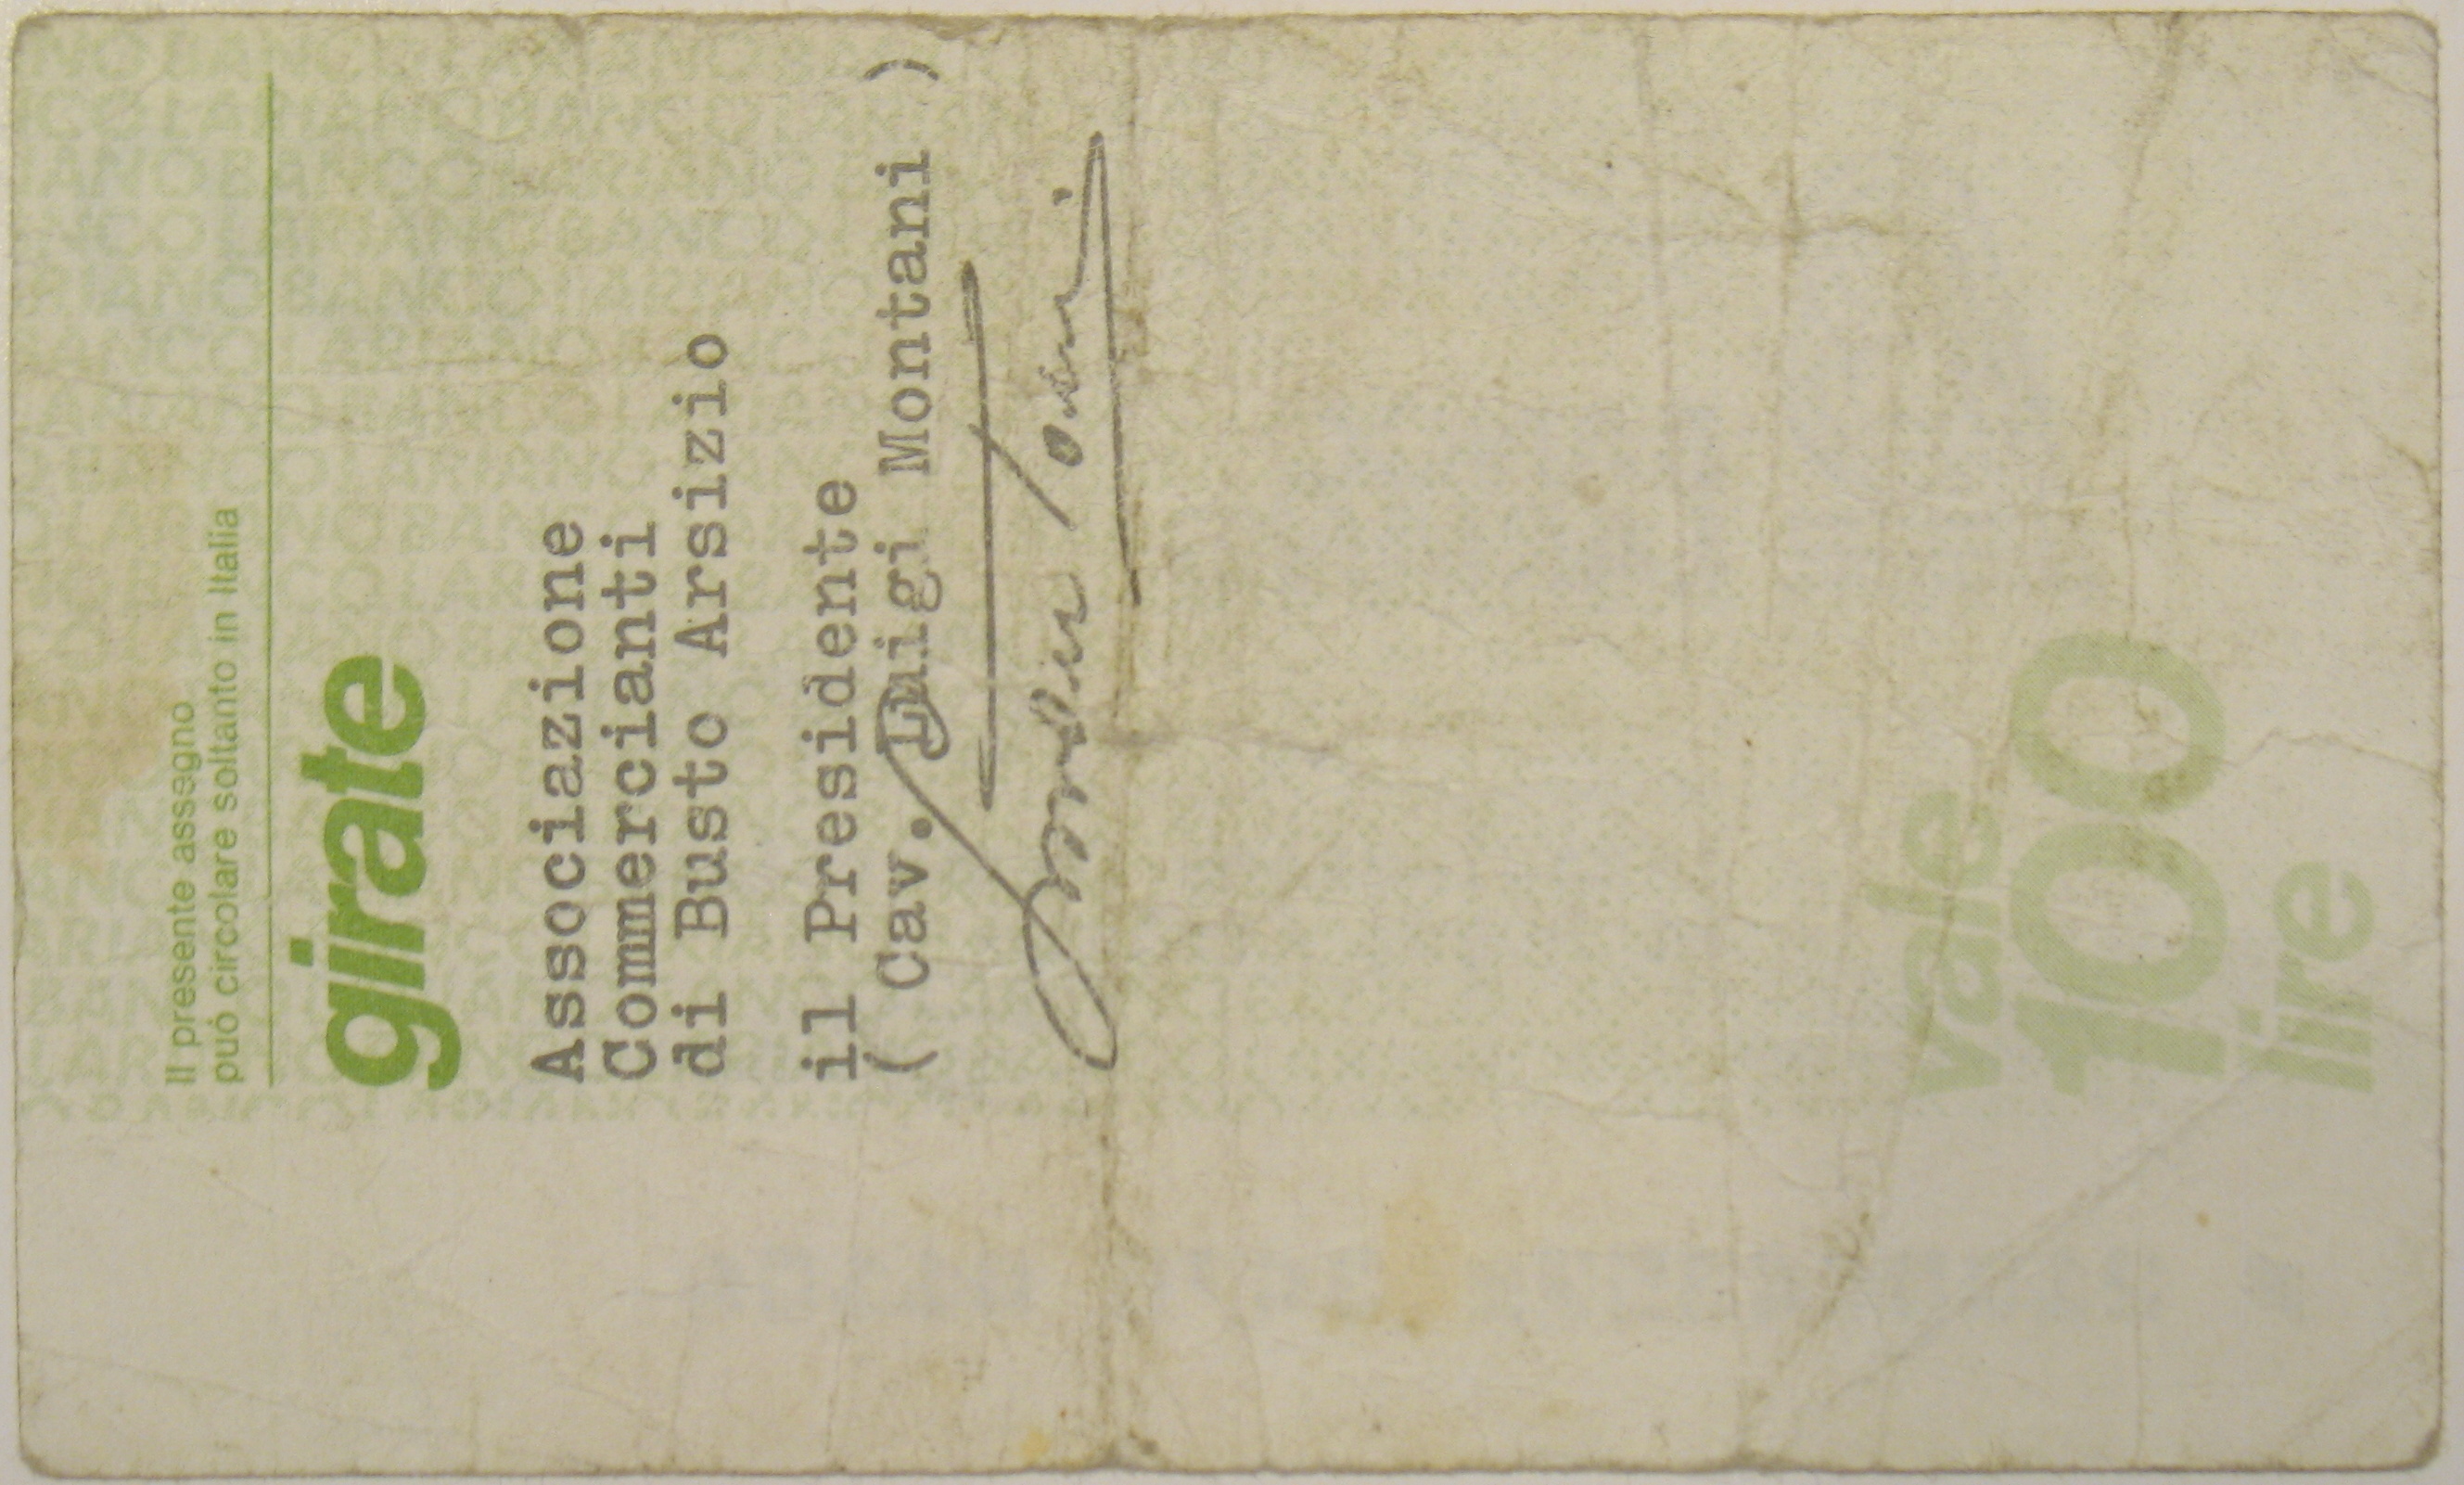 Il presente assegno
può circolare soltanto in Italia
girate
Associazione
Commercianti
di Busto Arsizio
il Presidente
( Cav. Luigi Montani )
vale
100
lire